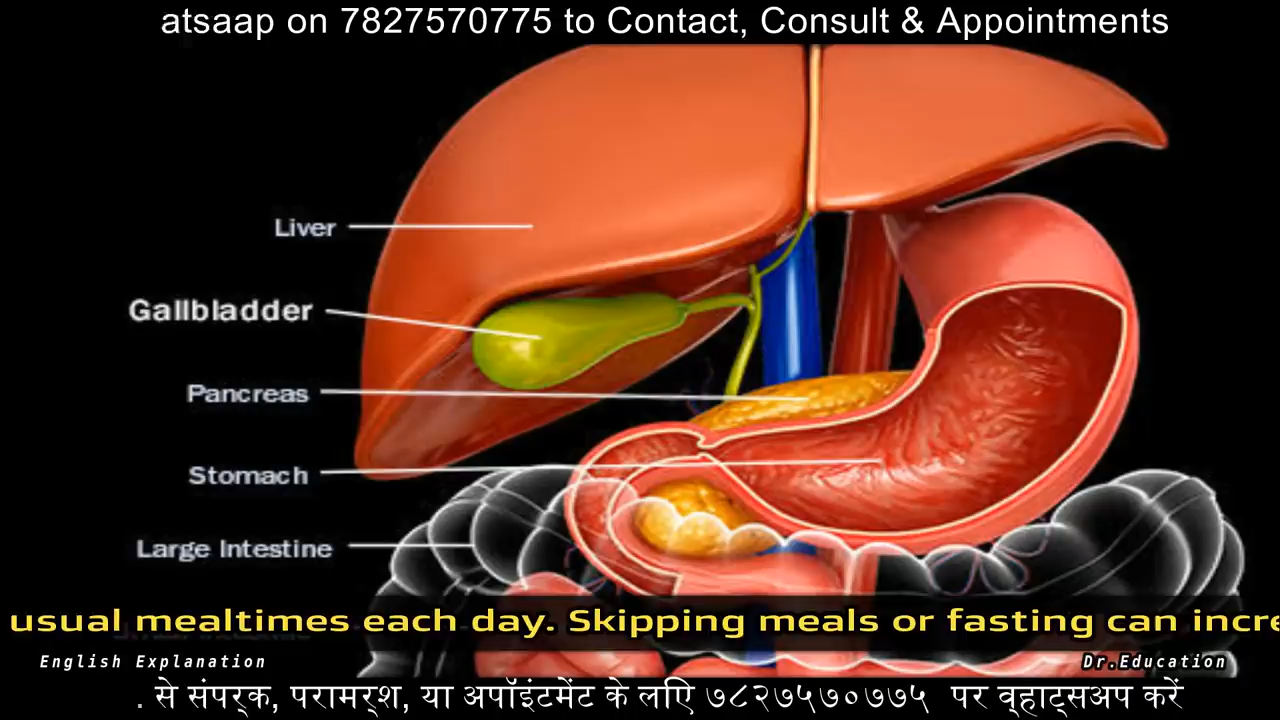 atsaap on 7827570775 to Contact, Consult & Appointments
Liver
Gallbladder
Pancreas
Stomach
Large Intestine
usual mealtimes each day. Skipping meals or fasting can incre
English Explanation
Dr.Education
. से संपर्क, परामर्श, या अपॉइंटमेंट के लिए ७८२७५७०७७५ पर व्हाट्सअप करें